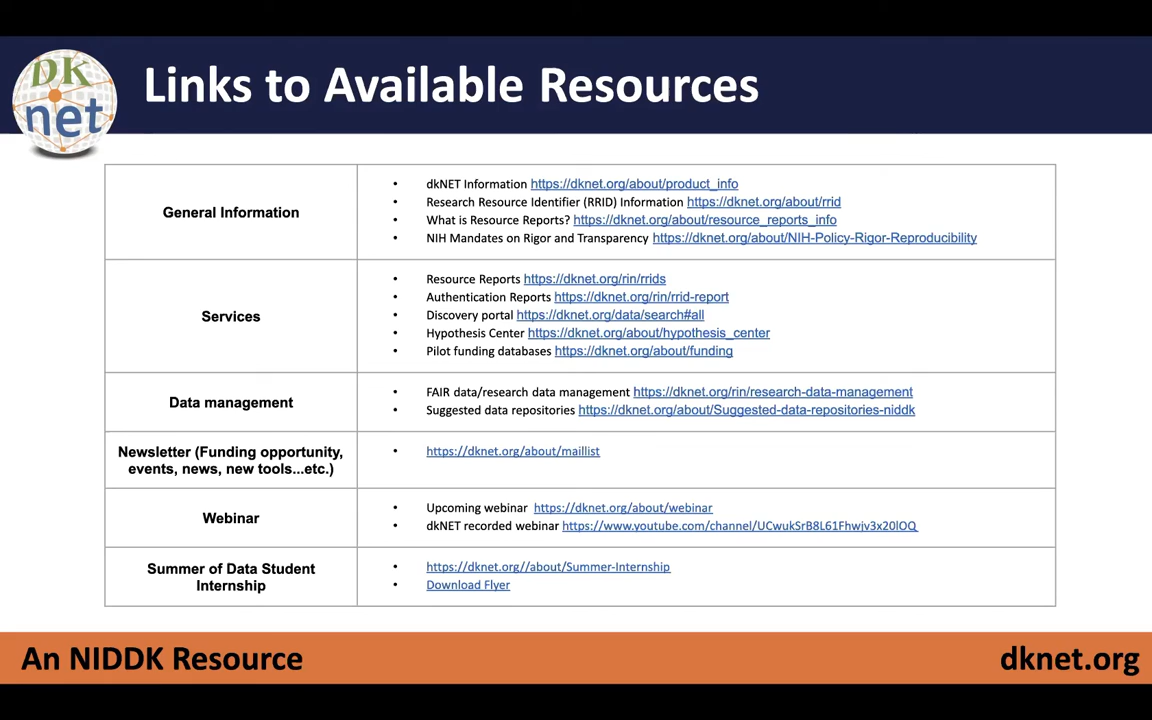 DK
net
Links to Available Resources
General Information
• dkNET Information https://dknet.org/about/product_info
• Research Resource Identifier (RRID) Information https://dknet.org/about/rrid
• What is Resource Reports? https://dknet.org/about/resource_reports_info
• NIH Mandates on Rigor and Transparency https://dknet.org/about/NIH-Policy-Rigor-Reproducibility
Services
• Resource Reports https://dknet.org/rin/rrids
• Authentication Reports https://dknet.org/rin/rrid-report
• Discovery portal https://dknet.org/data/search#all
• Hypothesis Center https://dknet.org/about/hypothesis_center
• Pilot funding databases https://dknet.org/about/funding
Data management
• FAIR data/research data management https://dknet.org/rin/research-data-management
• Suggested data repositories https://dknet.org/about/Suggested-data-repositories-niddk
Newsletter (Funding opportunity,
events, news, new tools...etc.)
• https://dknet.org/about/maillist
Webinar
• Upcoming webinar https://dknet.org/about/webinar
• dkNET recorded webinar https://www.youtube.com/channel/UCwukSrB8L61Fhwjv3x20lOQ
Summer of Data Student
Internship
• https://dknet.org//about/Summer-Internship
• Download Flyer
An NIDDK Resource
dknet.org